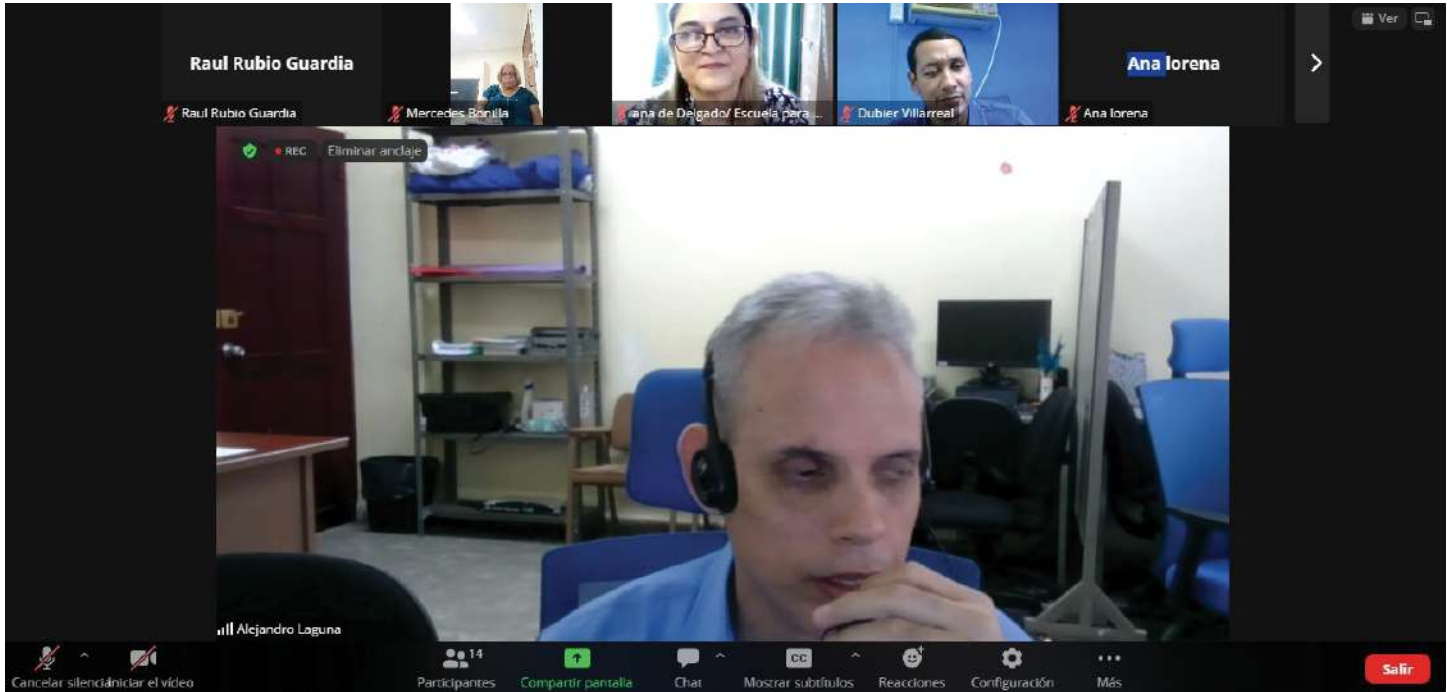 Ver
Raul Rubio Guardia
Ana lorena
Raul Rubio Guardia
Mercedes Bonilla
ana de Delgado/ Escuela para ...
Dubier Villarreal
Ana lorena
REC
Eliminar anclaje
Alejandro Laguna
14
CC
Cancelar silencia
Iniciar el vídeo
Participantes
Compartir pantalla
Chat
Mostrar subtítulos
Reacciones
Configuración
Más
Salir